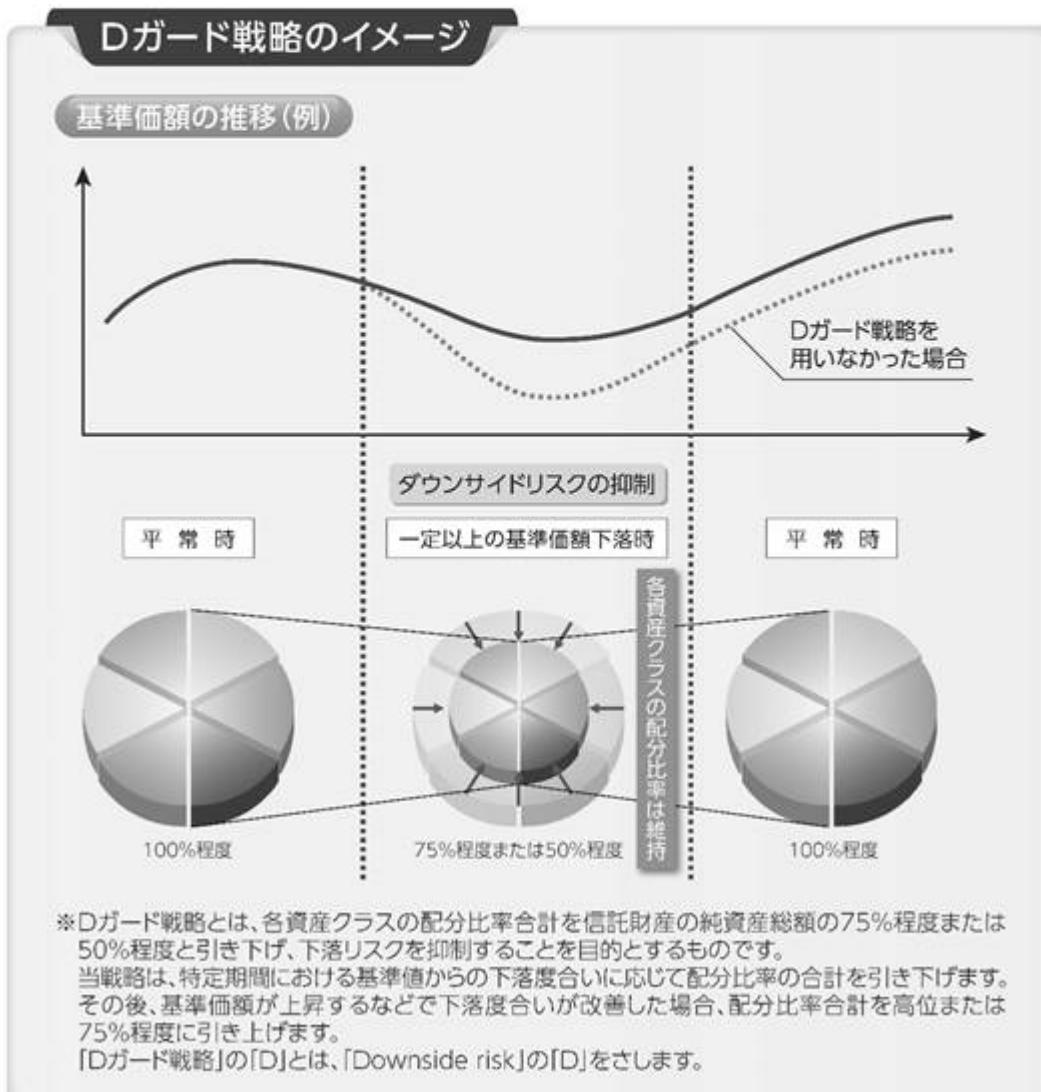 Dガード戦略のイメージ
基準価額の推移(例)
Dガード戦略を
用いなかった場合
ダウンサイドリスクの抑制
平常時
一定以上の基準価額下落時
平常時
各資産クラスの配分比率は維持
100%程度
75%程度または50%程度
100%程度
※Dガード戦略とは、各資産クラスの配分比率合計を信託財産の純資産総額の75%程度または
50%程度と引き下げ、下落リスクを抑制することを目的とするものです。
当戦略は、特定期間における基準値からの下落度合いに応じて配分比率の合計を引き下げます。
その後、基準価額が上昇するなどで下落度合いが改善した場合、配分比率合計を高位または
75%程度に引き上げます。
「Dガード戦略」の「D」とは、「Downside risk」の「D」をさします。